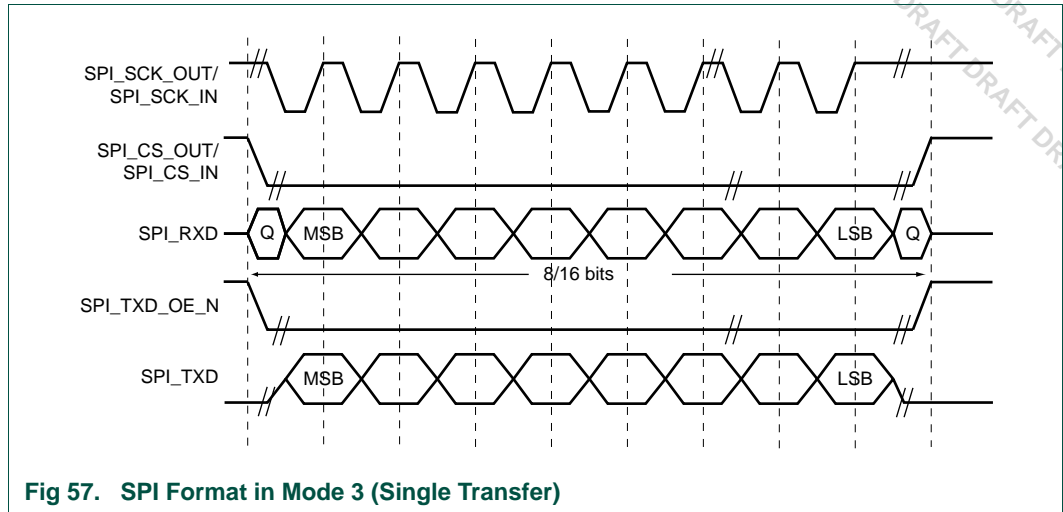 DRAFT DRAFT DR
DRAFT DRAFT
SPI_SCK_OUT/
SPI_SCK_IN
SPI_CS_OUT/
SPI_CS_IN
SPI_RXD
Q
MSB
LSB
Q
8/16 bits
SPI_TXD_OE_N
SPI_TXD
MSB
LSB
Fig 57. SPI Format in Mode 3 (Single Transfer)